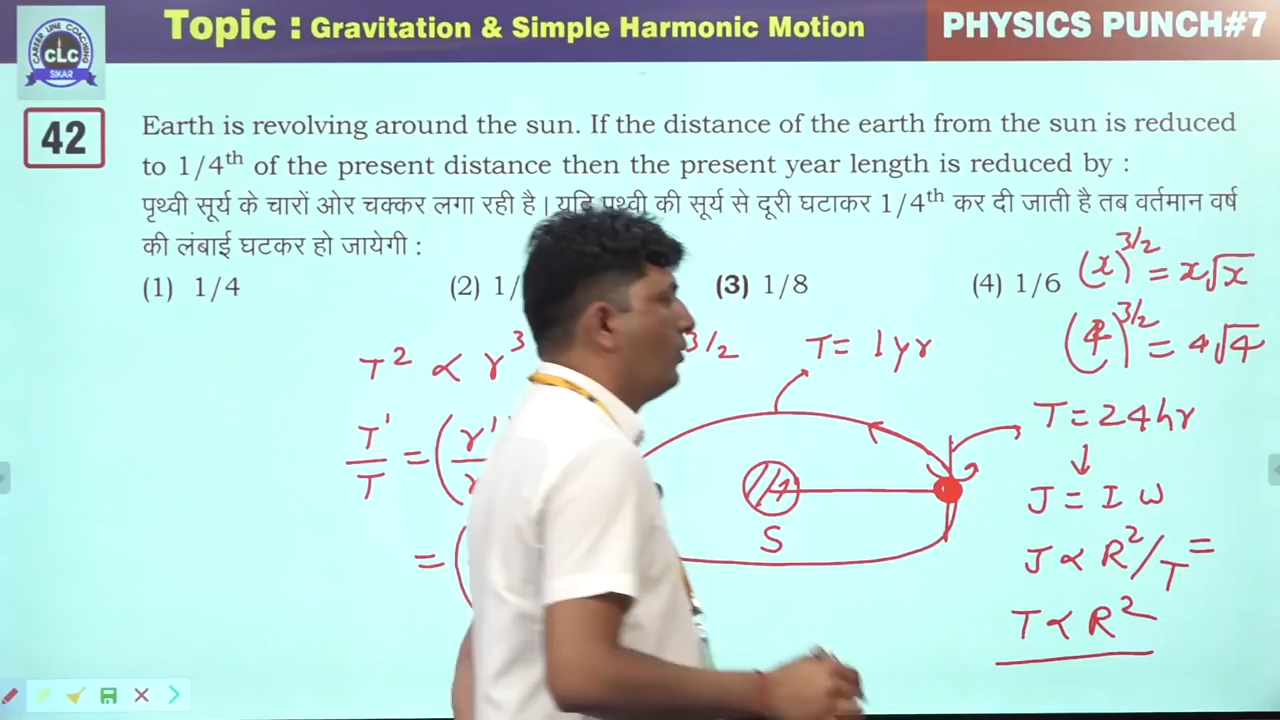 CAREER LINE COACHING
CLC
SIKAR
Topic : Gravitation & Simple Harmonic Motion
PHYSICS PUNCH#7
42
Earth is revolving around the sun. If the distance of the earth from the sun is reduced
to 1/4th of the present distance then the present year length is reduced by :
पृथ्वी सूर्य के चारों ओर चक्कर लगा रही है। यदि पृथ्वी की सूर्य से दूरी घटाकर 1/4th कर दी जाती है तब वर्तमान वर्ष
की लंबाई घटकर हो जायेगी :
(1) 1/4
(2) 1/
(3) 1/8
(4) 1/6
(x)^3/2 = x√x
(4)^3/2 = 4√4
T² ∝ r³
3/2
T = 1yr
T'/T = (r'/
= (
S
T = 24hr
↓
J = I ω
J ∝ R²/T =
T ∝ R²